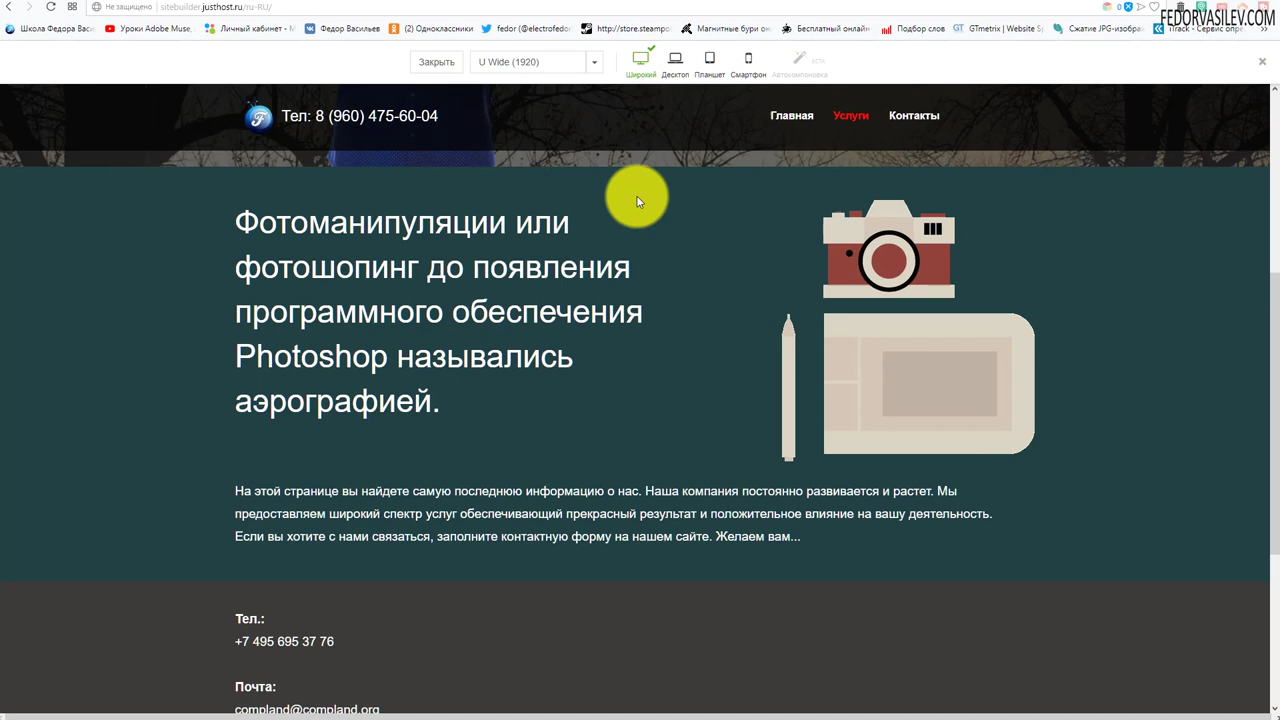 Не защищено sitebuilder.justhost.ru/ru-RU/
FEDORVASILEV.COM
Школа Федора Васи
Уроки Adobe Muse,
Личный кабинет - М
Федор Васильев
(2) Одноклассники
fedor (@electrofedor
http://store.steampo
Магнитные бури он
Бесплатный онлайн
Подбор слов
GTmetrix | Website Sp
Сжатие JPG-изображ
iTrack - Сервис опре
Закрыть
U Wide (1920)
Широкий
Десктоп
Планшет
Смартфон
Автокомпоновка
BETA
Тел: 8 (960) 475-60-04
Главная
Услуги
Контакты
Фотоманипуляции или
фотошопинг до появления
программного обеспечения
Photoshop назывались
аэрографией.
На этой странице вы найдете самую последнюю информацию о нас. Наша компания постоянно развивается и растет. Мы
предоставляем широкий спектр услуг обеспечивающий прекрасный результат и положительное влияние на вашу деятельность.
Если вы хотите с нами связаться, заполните контактную форму на нашем сайте. Желаем вам...
Тел.:
+7 495 695 37 76
Почта:
compland@compland.org